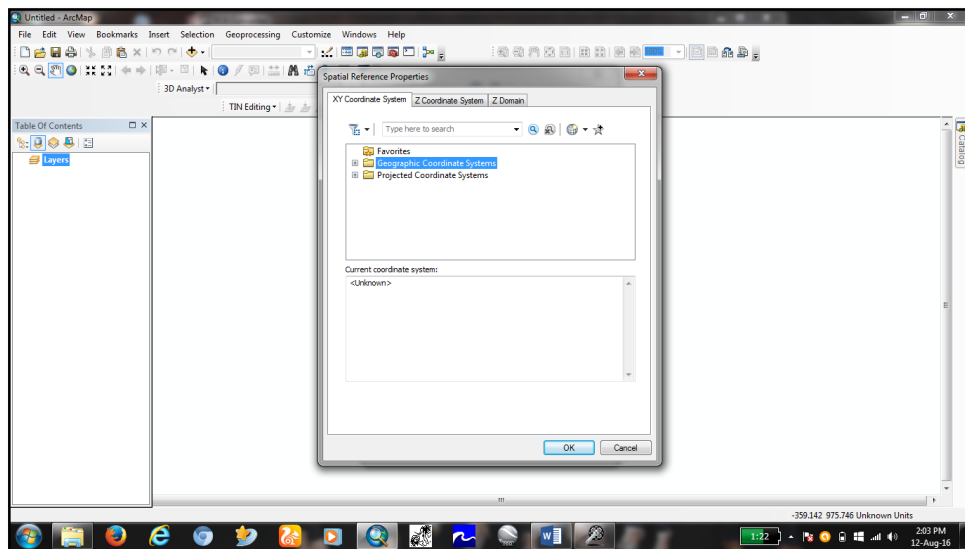 Untitled - ArcMap
File Edit View Bookmarks Insert Selection Geoprocessing Customize Windows Help
3D Analyst
TIN Editing
Table Of Contents
Layers
Spatial Reference Properties
XY Coordinate System Z Coordinate System Z Domain
Type here to search
Favorites
Geographic Coordinate Systems
Projected Coordinate Systems
Current coordinate system:
<Unknown>
OK Cancel
Catalog
-359.142 975.746 Unknown Units
1:22
2:03 PM
12-Aug-16